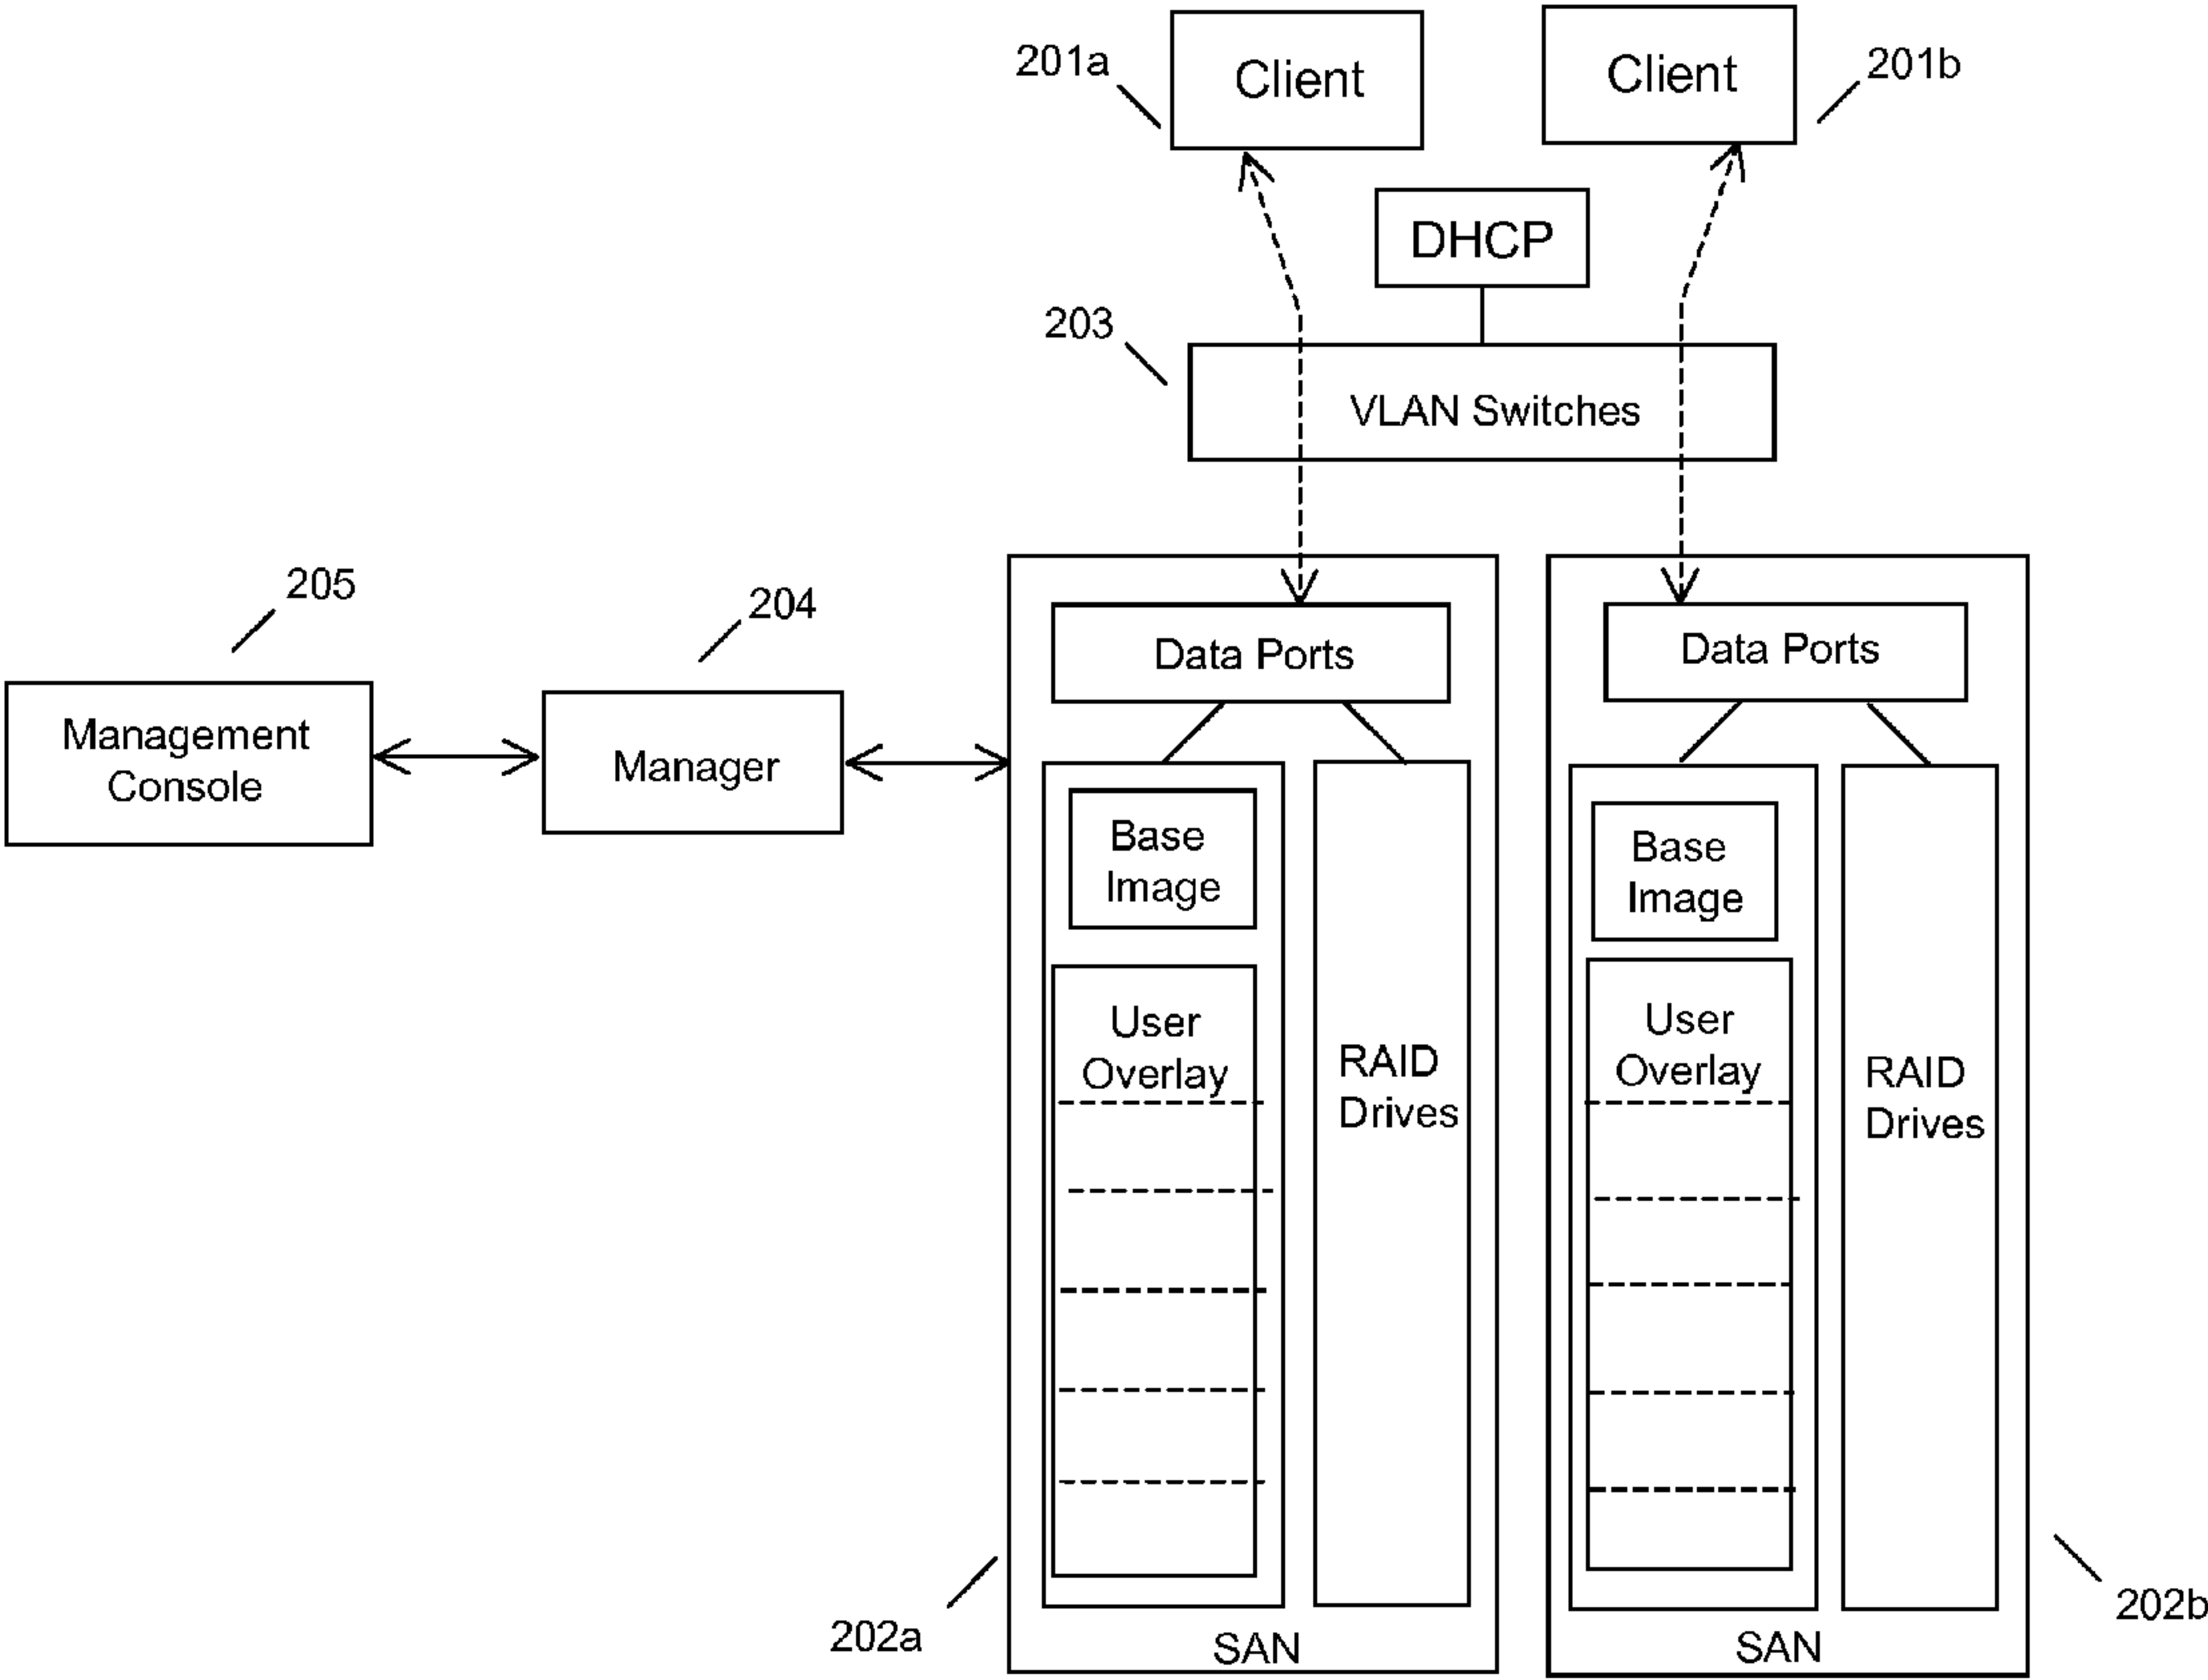 201a
Client
Client
201b
DHCP
203
VLAN Switches
205
204
Management
Console
Manager
Data Ports
Data Ports
Base
Image
Base
Image
User
Overlay
User
Overlay
RAID
Drives
RAID
Drives
202a
SAN
SAN
202b